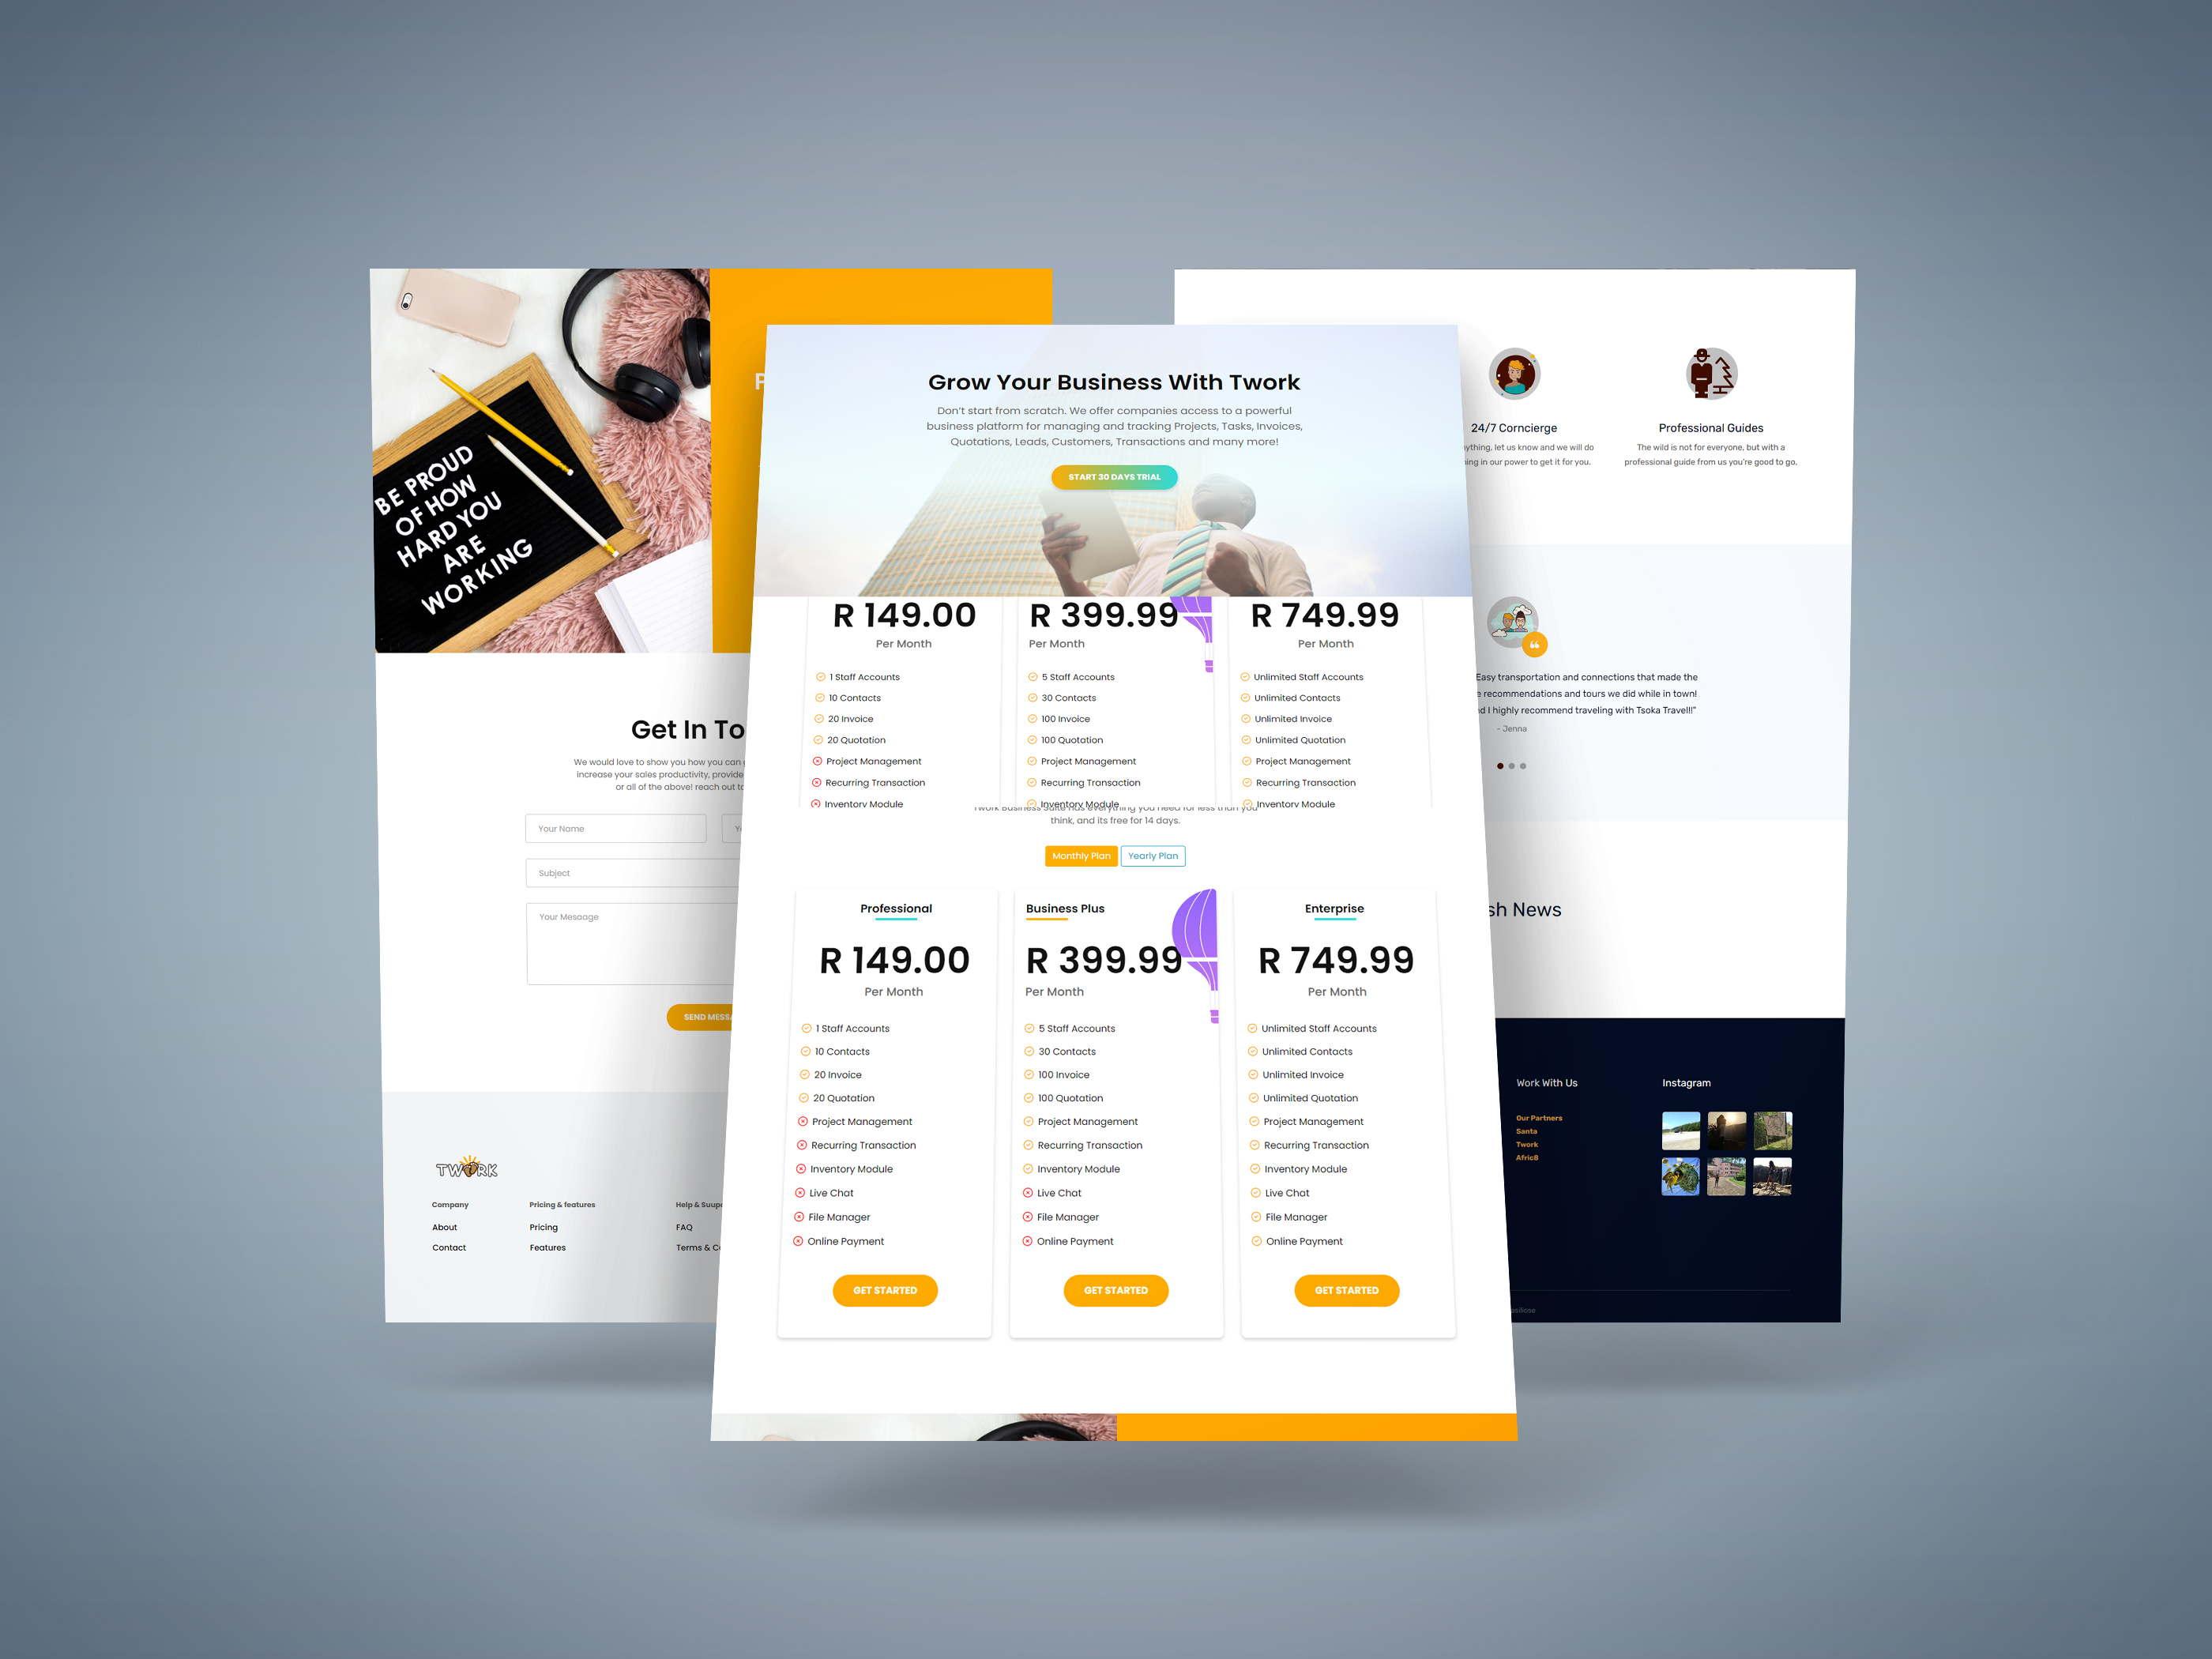 BE PROUD
OF HOW
HARD YOU
ARE
WORKING
Get In To
We would love to show you how you can
increase your sales productivity, provide
or all of the above! reach out to
Your Name
Subject
Your Mesaage
SEND MESSA
TWORK
Company
About
Contact
Pricing & features
Pricing
Features
Help & Suupo
FAQ
Terms & Co
Grow Your Business With Twork
Don't start from scratch. We offer companies access to a powerful
business platform for managing and tracking Projects, Tasks, Invoices,
Quotations, Leads, Customers, Transactions and many more!
START 30 DAYS TRIAL
R 149.00
Per Month
1 Staff Accounts
10 Contacts
20 Invoice
20 Quotation
Project Management
Recurring Transaction
Inventory Module
R 399.99
Per Month
5 Staff Accounts
30 Contacts
100 Invoice
100 Quotation
Project Management
Recurring Transaction
Inventory Module
R 749.99
Per Month
Unlimited Staff Accounts
Unlimited Contacts
Unlimited Invoice
Unlimited Quotation
Project Management
Recurring Transaction
Inventory Module
Twork Business Suite has everything you need for less than you
think, and its free for 14 days.
Monthly Plan
Yearly Plan
Professional
R 149.00
Per Month
1 Staff Accounts
10 Contacts
20 Invoice
20 Quotation
Project Management
Recurring Transaction
Inventory Module
Live Chat
File Manager
Online Payment
GET STARTED
Business Plus
R 399.99
Per Month
5 Staff Accounts
30 Contacts
100 Invoice
100 Quotation
Project Management
Recurring Transaction
Inventory Module
Live Chat
File Manager
Online Payment
GET STARTED
Enterprise
R 749.99
Per Month
Unlimited Staff Accounts
Unlimited Contacts
Unlimited Invoice
Unlimited Quotation
Project Management
Recurring Transaction
Inventory Module
Live Chat
File Manager
Online Payment
GET STARTED
24/7 Corncierge
ything, let us know and we will do
ing in our power to get it for you.
Professional Guides
The wild is not for everyone, but with a
professional guide from us you're good to go.
Easy transportation and connections that made the
recommendations and tours we did while in town!
d I highly recommend traveling with Tsoka Travel!!"
- Jenna
sh News
Work With Us
Our Partners
Santa
Twork
Afric8
Instagram